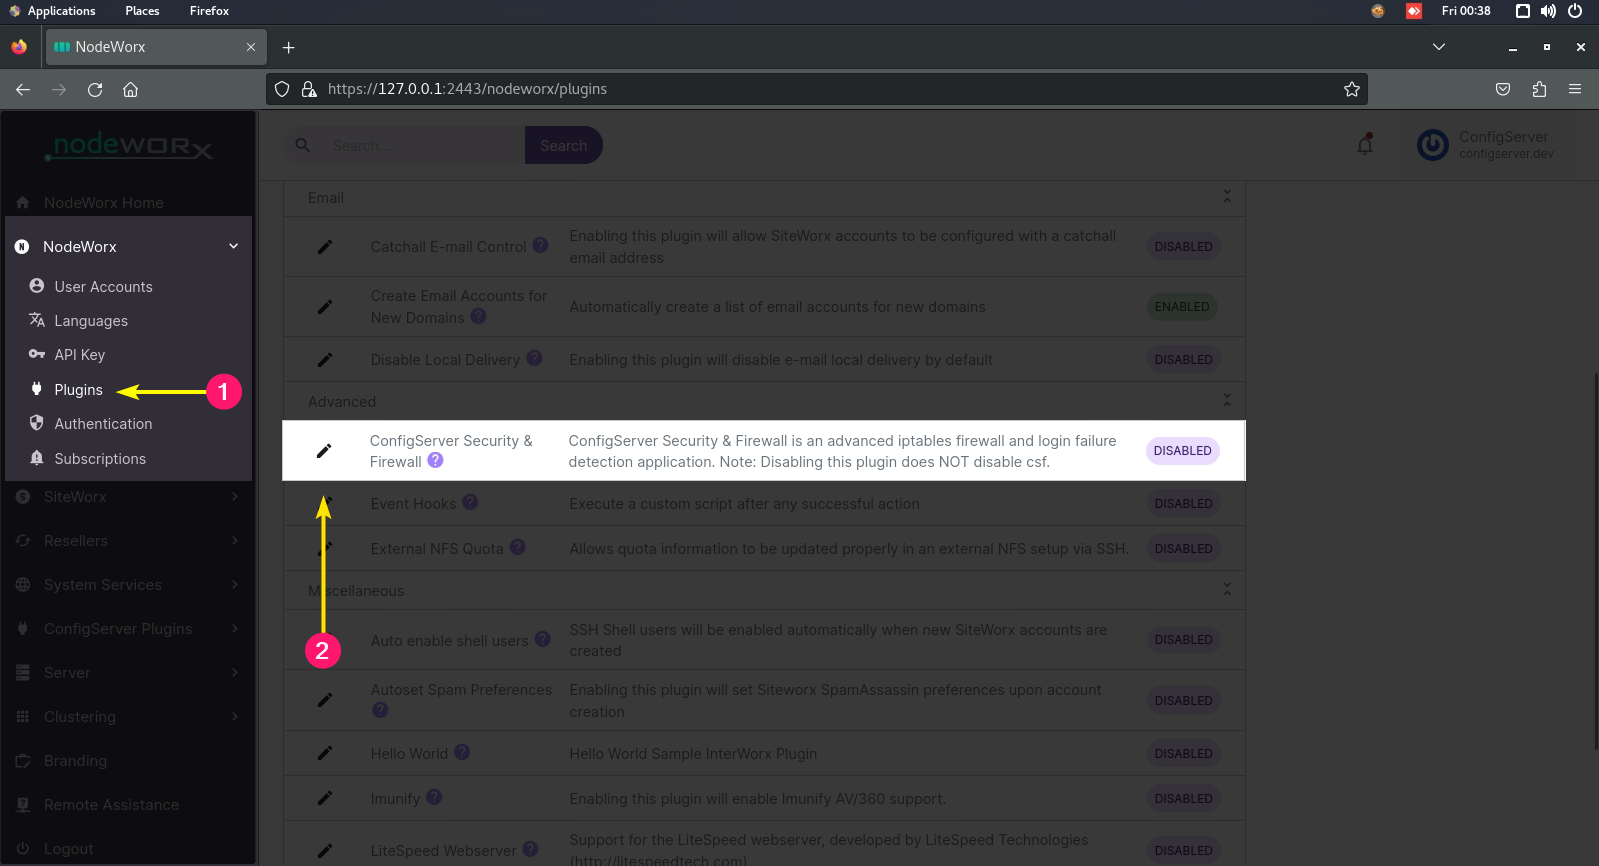 Applications Places Firefox Fri 00:38
NodeWorx
https://127.0.0.1:2443/nodeworx/plugins
nodeworx
Search... Search
ConfigServer
configserver.dev
NodeWorx Home
NodeWorx
User Accounts
Languages
API Key
Plugins
1
Authentication
Subscriptions
SiteWorx
Resellers
System Services
ConfigServer Plugins
Server
Clustering
Branding
Remote Assistance
Logout
Email
Catchall E-mail Control ? Enabling this plugin will allow SiteWorx accounts to be configured with a catchall DISABLED
email address
Create Email Accounts for Automatically create a list of email accounts for new domains ENABLED
New Domains ?
Disable Local Delivery ? Enabling this plugin will disable e-mail local delivery by default DISABLED
Advanced
ConfigServer Security & ConfigServer Security & Firewall is an advanced iptables firewall and login failure DISABLED
Firewall ? detection application. Note: Disabling this plugin does NOT disable csf.
Event Hooks ? Execute a custom script after any successful action DISABLED
External NFS Quota ? Allows quota information to be updated properly in an external NFS setup via SSH. DISABLED
Miscellaneous
2
Auto enable shell users ? SSH Shell users will be enabled automatically when new SiteWorx accounts are DISABLED
created
Autoset Spam Preferences Enabling this plugin will set Siteworx SpamAssassin preferences upon account DISABLED
? creation
Hello World ? Hello World Sample InterWorx Plugin DISABLED
Imunify ? Enabling this plugin will enable Imunify AV/360 support. DISABLED
LiteSpeed Webserver ? Support for the LiteSpeed webserver, developed by LiteSpeed Technologies DISABLED
(http://litespeedtech.com)